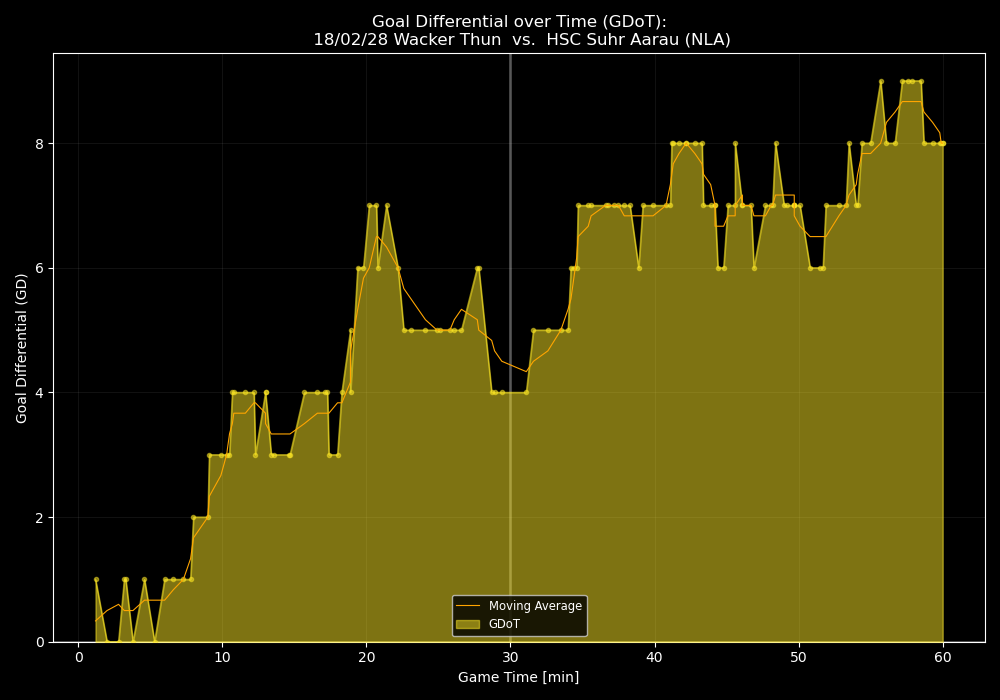 Goal Differential over Time (GDoT):
18/02/28 Wacker Thun  vs.  HSC Suhr Aarau (NLA)
Goal Differential (GD)
8
6
4
2
0
Moving Average
GDoT
0 10 20 30 40 50 60
Game Time [min]